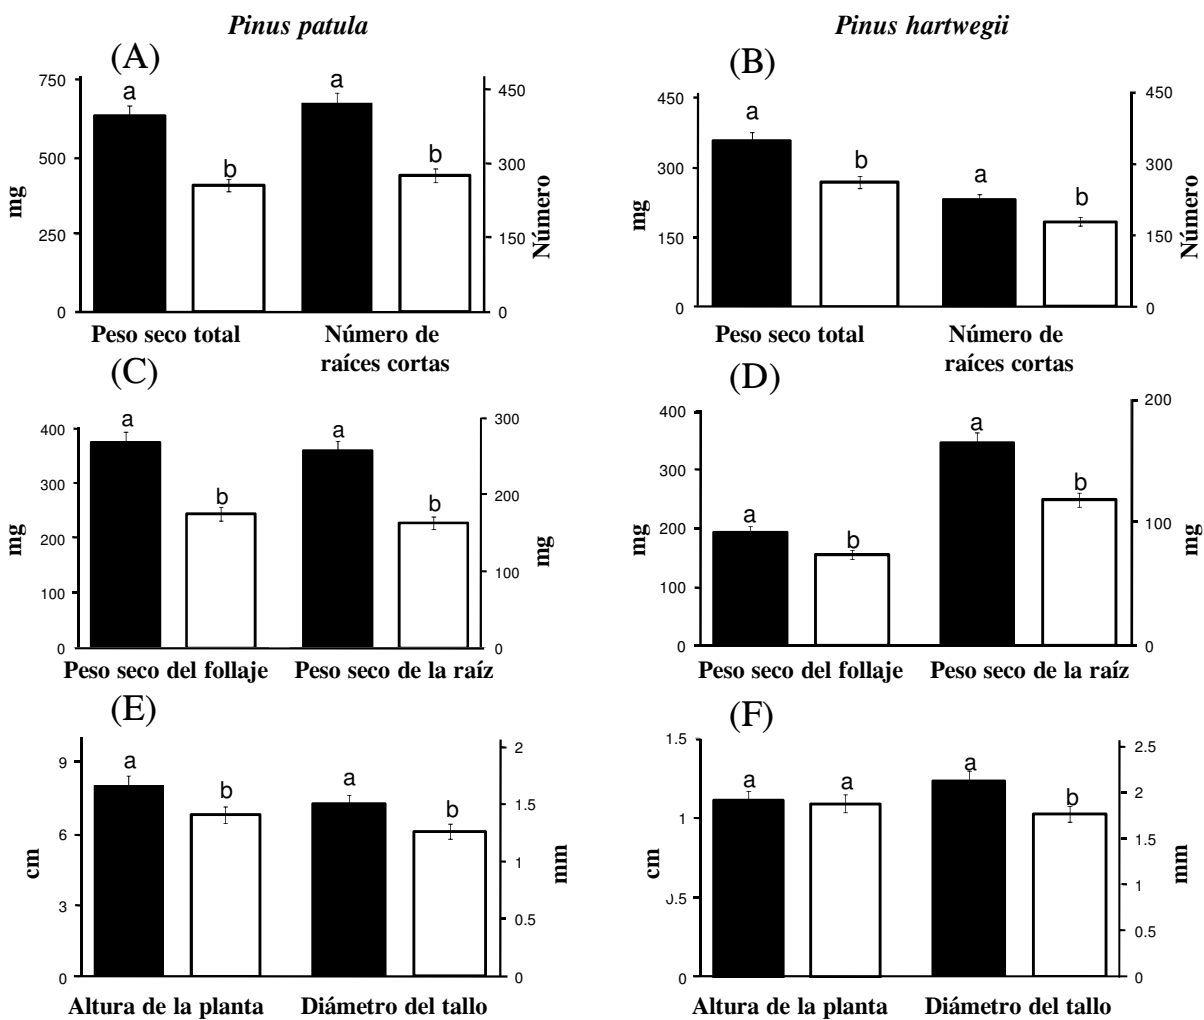 Pinus patula
Pinus hartwegii
(A)
(B)
750
500
250
0
mg
a
b
a
b
450
300
150
0
Número
Peso seco total
Número de
raíces cortas
450
300
150
0
mg
a
b
a
b
450
300
150
0
Número
Peso seco total
Número de
raíces cortas
(C)
(D)
400
300
200
100
0
mg
a
b
a
b
300
200
100
0
mg
Peso seco del follaje
Peso seco de la raíz
400
300
200
100
0
mg
a
b
a
b
200
100
0
mg
Peso seco del follaje
Peso seco de la raíz
(E)
(F)
9
6
3
0
cm
a
b
a
b
2
1.5
1
0.5
0
mm
Altura de la planta
Diámetro del tallo
1.5
1
0.5
0
cm
a
a
a
b
2.5
2
1.5
1
0.5
0
mm
Altura de la planta
Diámetro del tallo